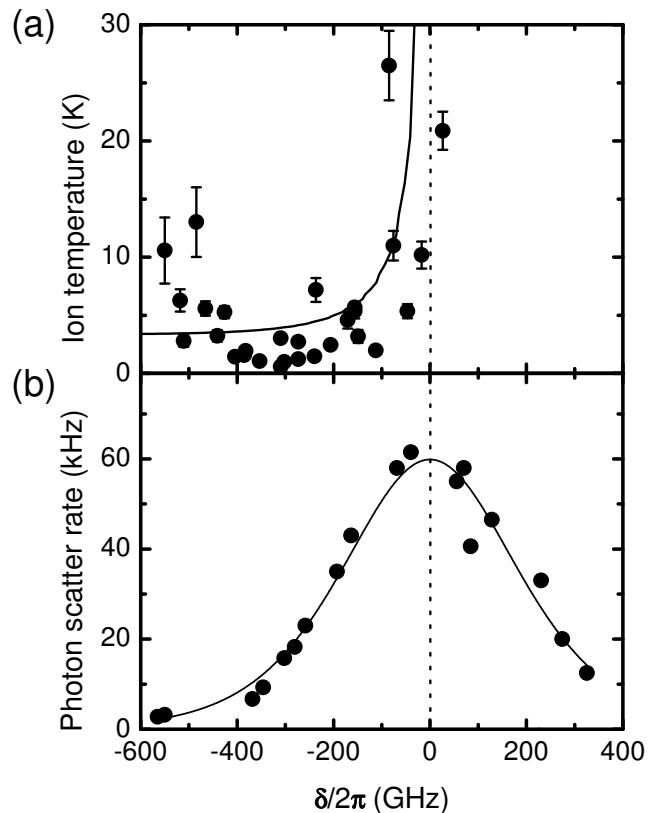 (a)
30
20
10
0
Ion temperature (K)
(b)
60
40
20
0
Photon scatter rate (kHz)
-600 -400 -200 0 200 400
δ/2π (GHz)